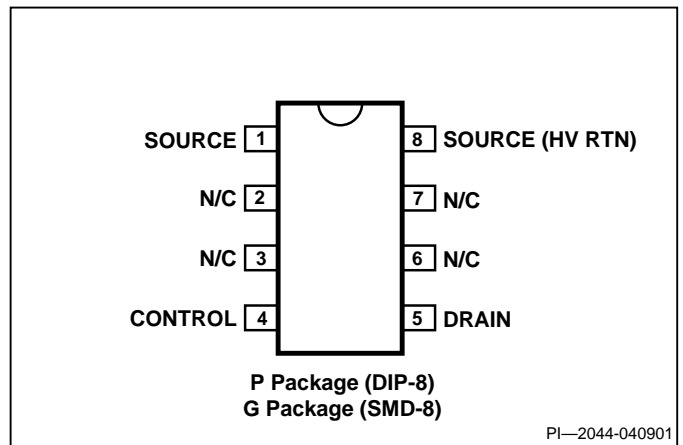 SOURCE 1 8 SOURCE (HV RTN)
N/C 2 7 N/C
N/C 3 6 N/C
CONTROL 4 5 DRAIN
P Package (DIP-8)
G Package (SMD-8)
PI—2044-040901